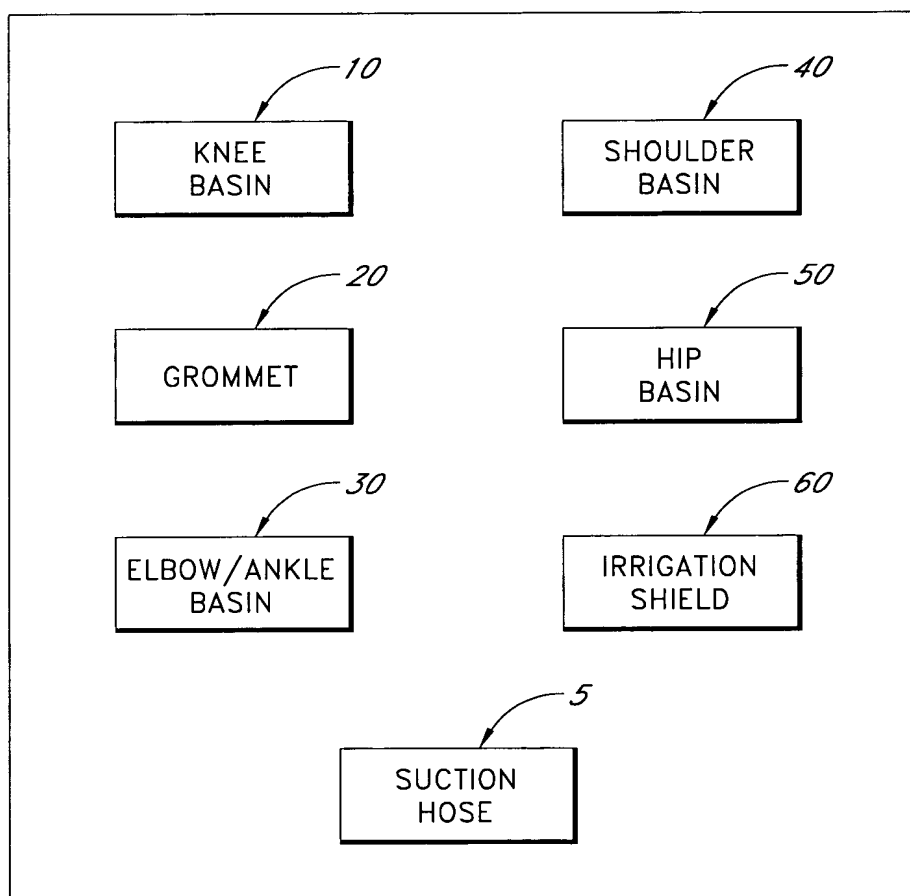 10
KNEE
BASIN
40
SHOULDER
BASIN
20
GROMMET
50
HIP
BASIN
30
ELBOW/ANKLE
BASIN
60
IRRIGATION
SHIELD
5
SUCTION
HOSE